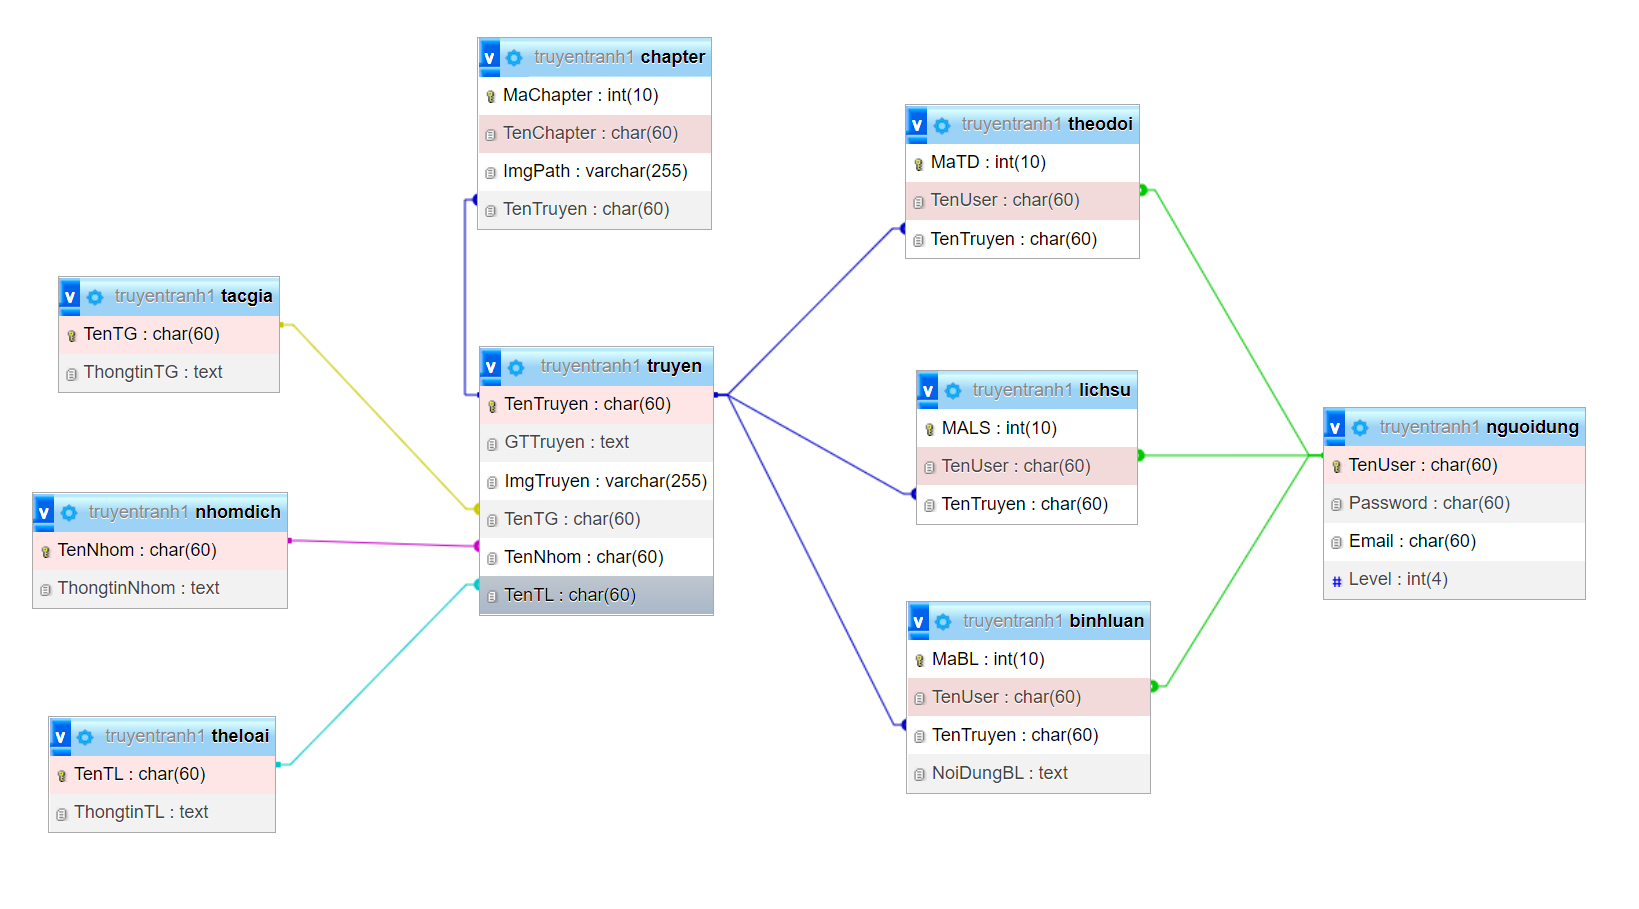 v truyentranh1 chapter
MaChapter : int(10)
TenChapter : char(60)
ImgPath : varchar(255)
TenTruyen : char(60)
v truyentranh1 theodoi
MaTD : int(10)
TenUser : char(60)
TenTruyen : char(60)
v truyentranh1 tacgia
TenTG : char(60)
ThongtinTG : text
v truyentranh1 truyen
TenTruyen : char(60)
GTTruyen : text
ImgTruyen : varchar(255)
TenTG : char(60)
TenNhom : char(60)
TenTL : char(60)
v truyentranh1 lichsu
MALS : int(10)
TenUser : char(60)
TenTruyen : char(60)
v truyentranh1 nguoidung
TenUser : char(60)
Password : char(60)
Email : char(60)
# Level : int(4)
v truyentranh1 nhomdich
TenNhom : char(60)
ThongtinNhom : text
v truyentranh1 binhluan
MaBL : int(10)
TenUser : char(60)
TenTruyen : char(60)
NoiDungBL : text
v truyentranh1 theloai
TenTL : char(60)
ThongtinTL : text